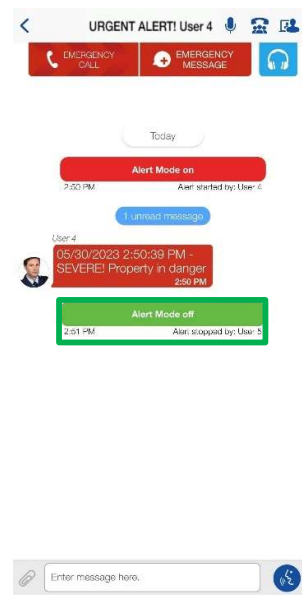 URGENT ALERT! User 4
EMERGENCY CALL
EMERGENCY MESSAGE
Today
Alert Mode on
2:50 PM Alert started by: User 4
1 unread message
User 4
05/30/2023 2:50:39 PM -
SEVERE! Property in danger
2:50 PM
Alert Mode off
2:51 PM Alert stopped by: User 5
Enter message here.